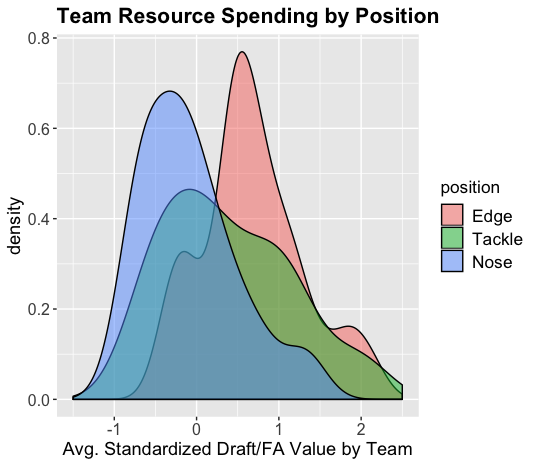 Team Resource Spending by Position
0.8
0.6
0.4
0.2
0.0
density
-1
0
1
2
Avg. Standardized Draft/FA Value by Team
position
Edge
Tackle
Nose